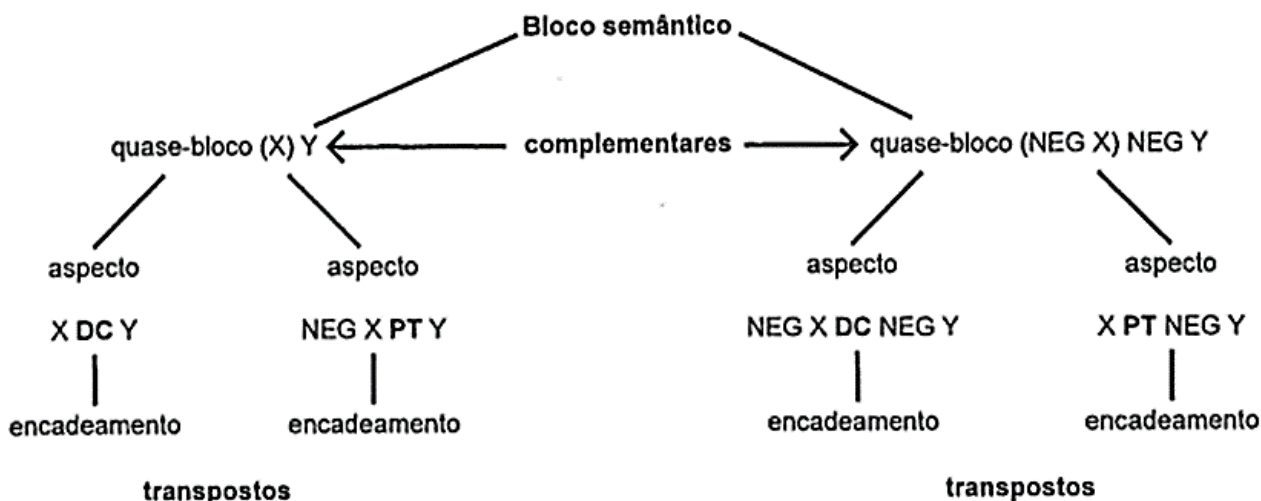 Bloco semântico
quase-bloco (X) Y complementares quase-bloco (NEG X) NEG Y
aspecto aspecto aspecto aspecto
X DC Y NEG X PT Y NEG X DC NEG Y X PT NEG Y
encadeamento encadeamento encadeamento encadeamento
transpostos transpostos